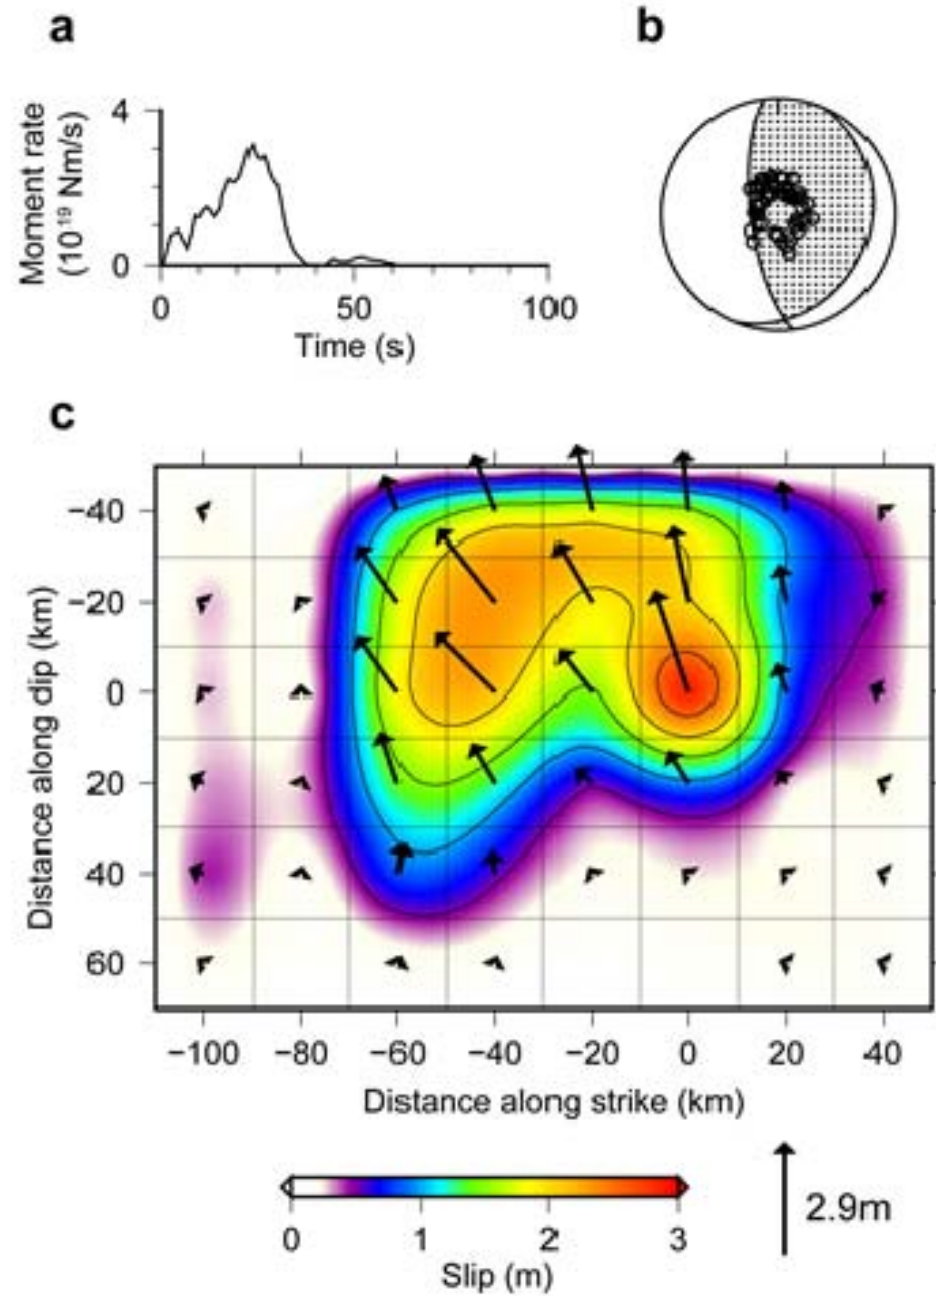 a
b
4
0
Moment rate
(10¹⁹ Nm/s)
0
50
100
Time (s)
c
−40
−20
0
20
40
60
Distance along dip (km)
−100
−80
−60
−40
−20
0
20
40
Distance along strike (km)
0
1
2
3
Slip (m)
2.9m